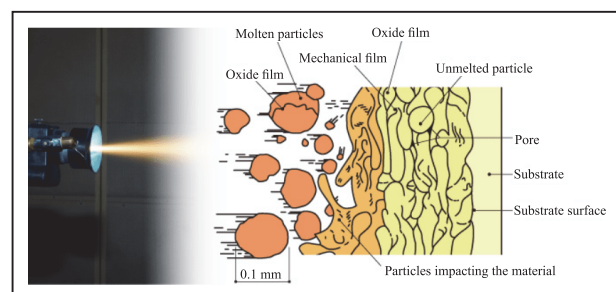 Molten particles
Oxide film
Oxide film
Mechanical film
Unmelted particle
Pore
Substrate
Substrate surface
Particles impacting the material
0.1 mm